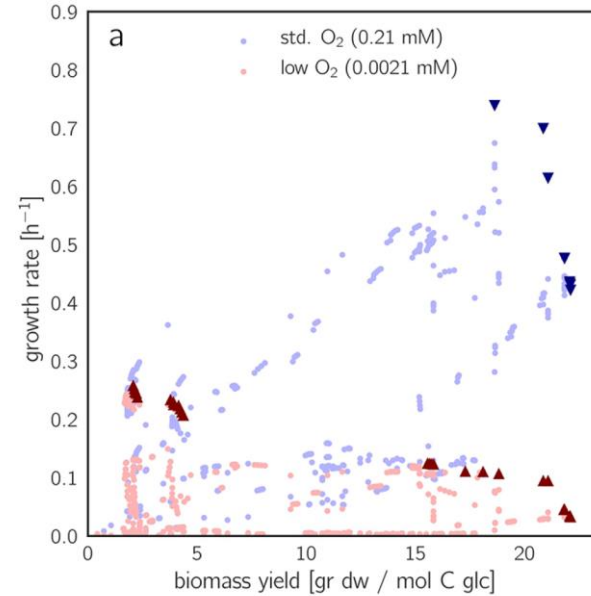 a
std. O₂ (0.21 mM)
low O₂ (0.0021 mM)
growth rate [h⁻¹]
0.9
0.8
0.7
0.6
0.5
0.4
0.3
0.2
0.1
0.0
0 5 10 15 20
biomass yield [gr dw / mol C glc]